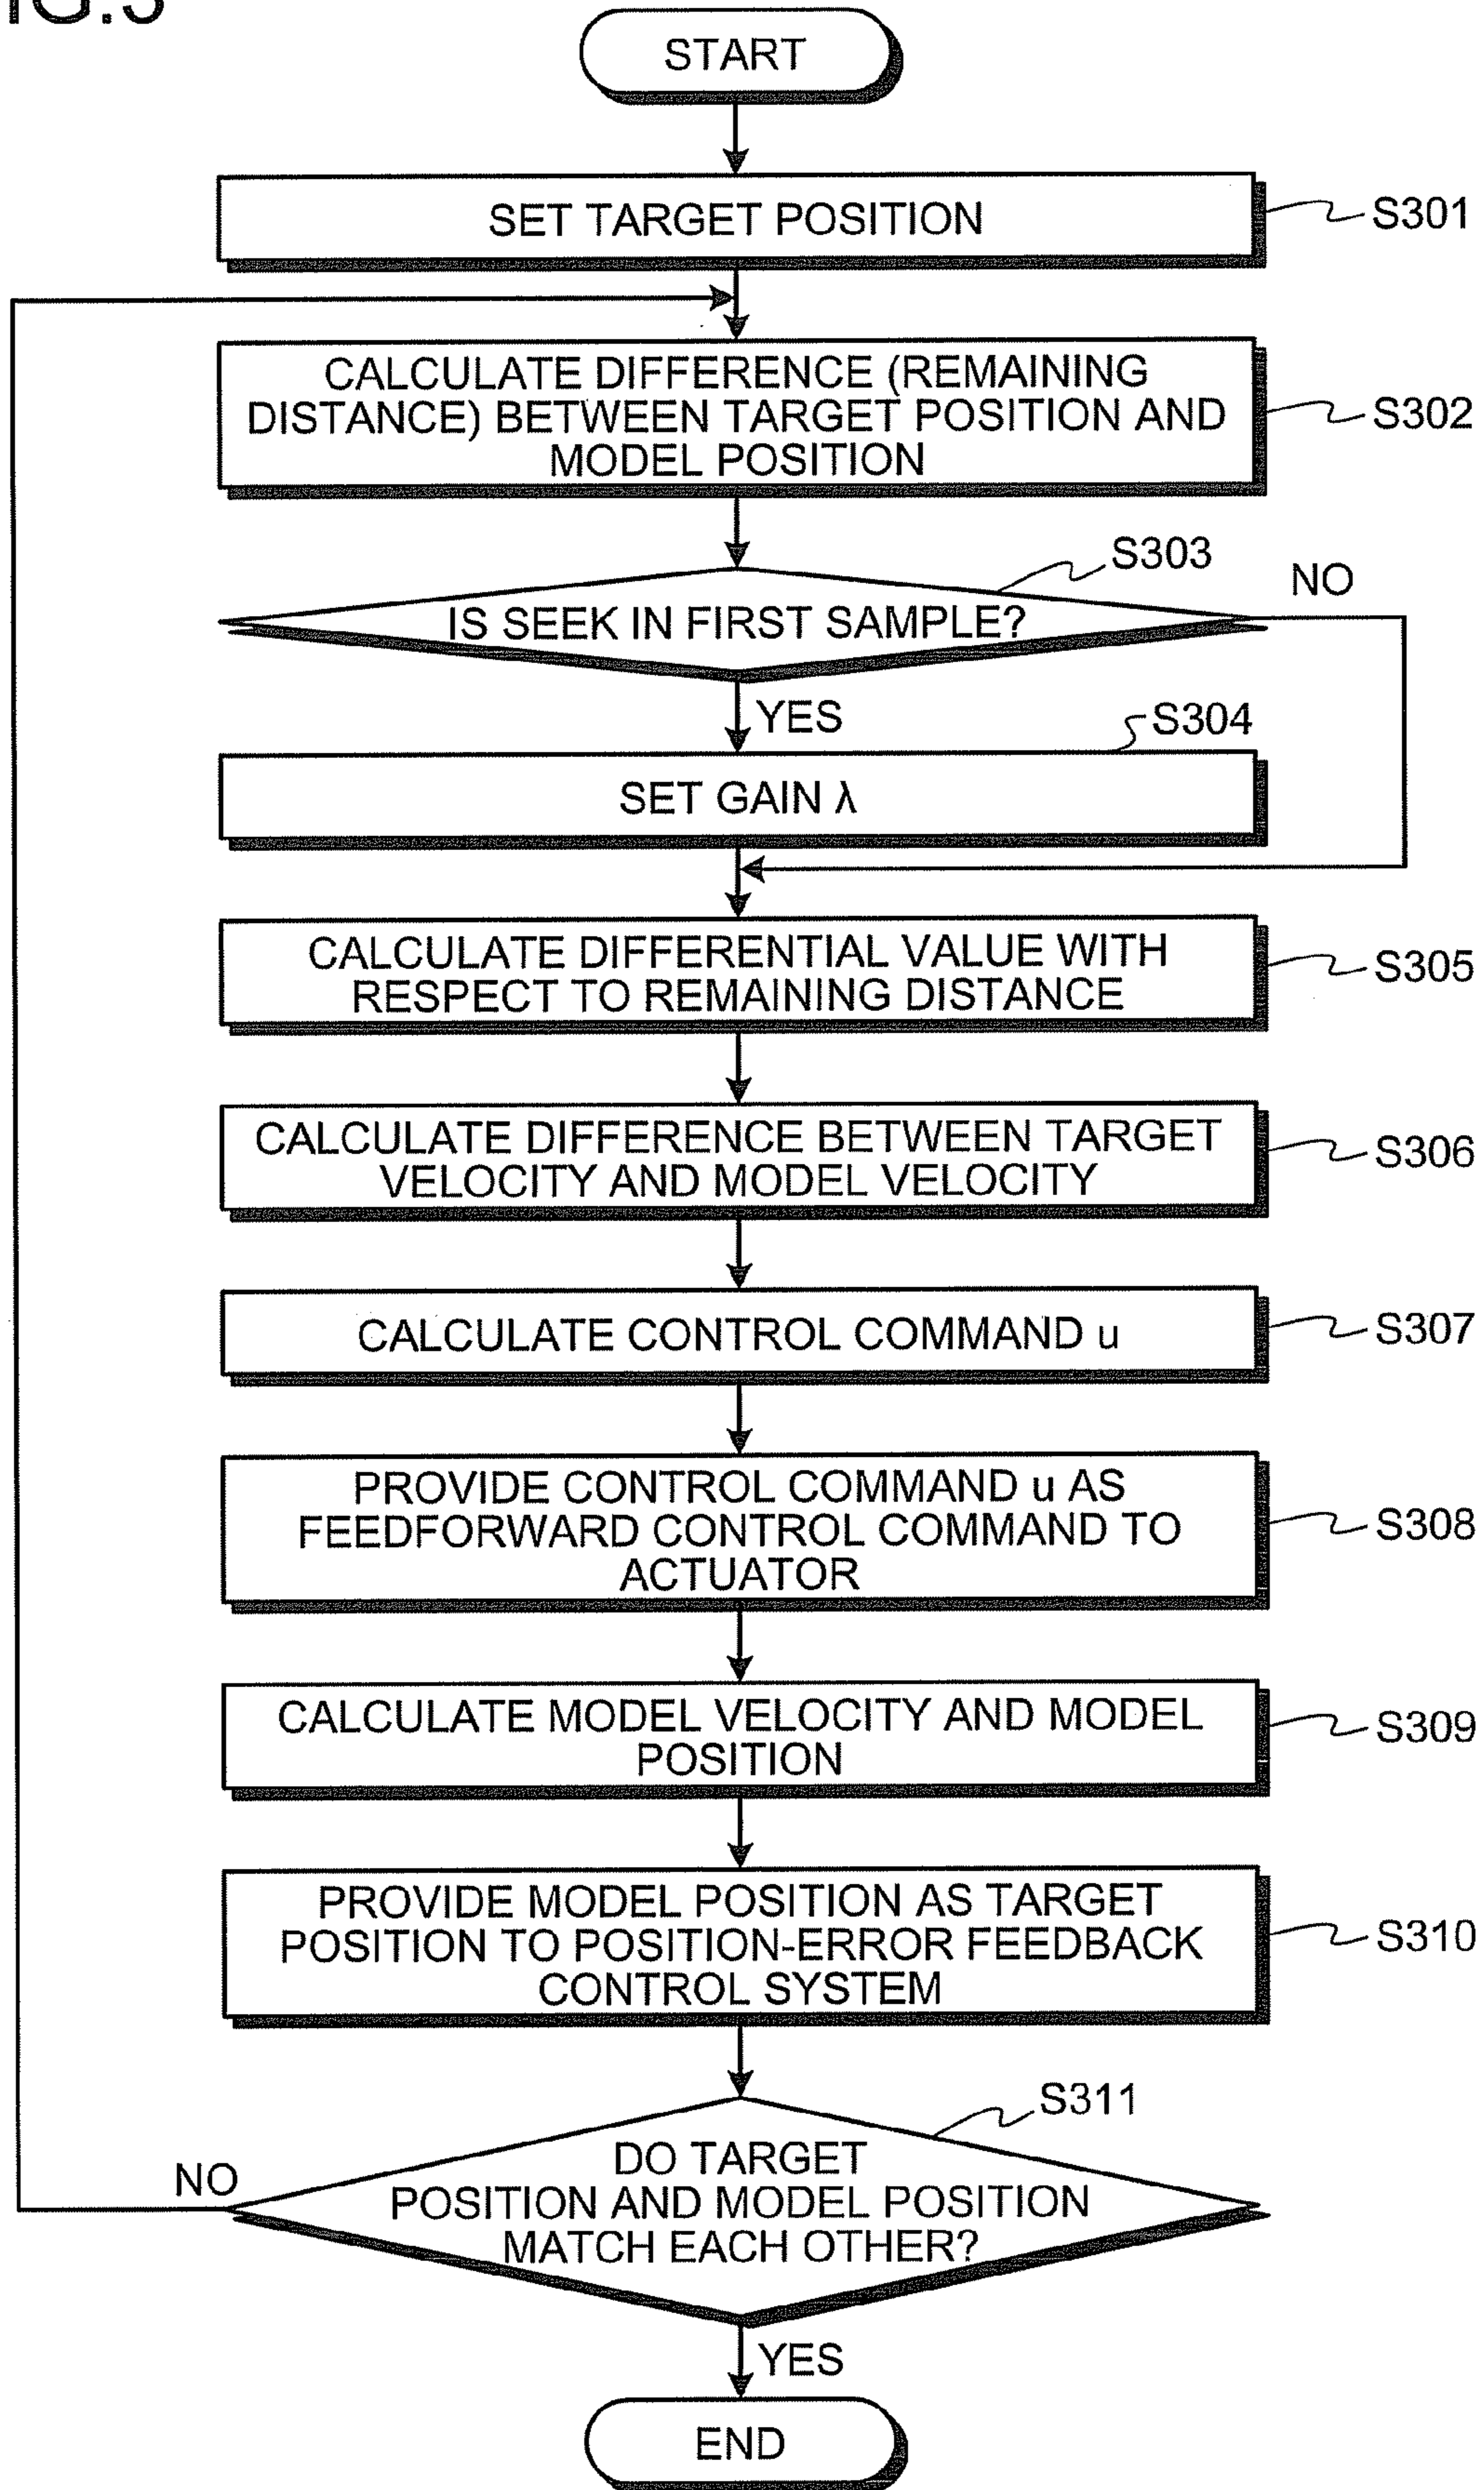 IG.3
START
SET TARGET POSITION
S301
CALCULATE DIFFERENCE (REMAINING
DISTANCE) BETWEEN TARGET POSITION AND
MODEL POSITION
S302
S303
NO
IS SEEK IN FIRST SAMPLE?
YES
S304
SET GAIN λ
CALCULATE DIFFERENTIAL VALUE WITH
RESPECT TO REMAINING DISTANCE
S305
CALCULATE DIFFERENCE BETWEEN TARGET
VELOCITY AND MODEL VELOCITY
S306
CALCULATE CONTROL COMMAND u
S307
PROVIDE CONTROL COMMAND u AS
FEEDFORWARD CONTROL COMMAND TO
ACTUATOR
S308
CALCULATE MODEL VELOCITY AND MODEL
POSITION
S309
PROVIDE MODEL POSITION AS TARGET
POSITION TO POSITION-ERROR FEEDBACK
CONTROL SYSTEM
S310
S311
NO
DO TARGET
POSITION AND MODEL POSITION
MATCH EACH OTHER?
YES
END